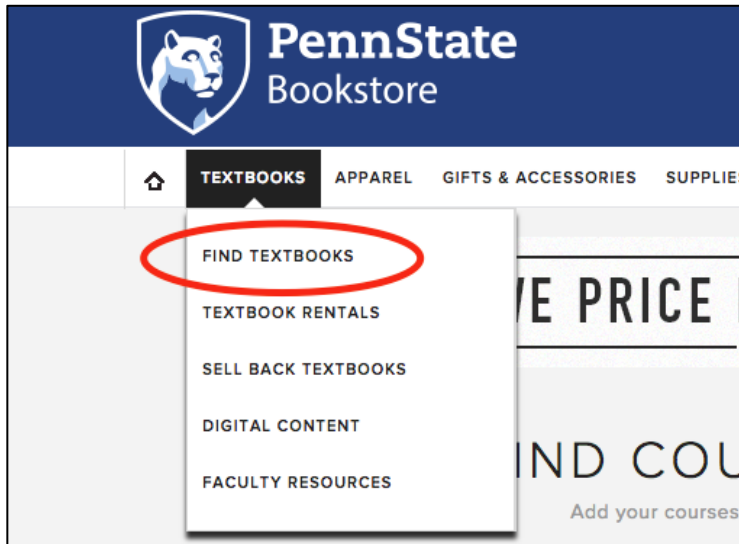 PennState
Bookstore
TEXTBOOKS APPAREL GIFTS & ACCESSORIES
FIND TEXTBOOKS
TEXTBOOK RENTALS
SELL BACK TEXTBOOKS
DIGITAL CONTENT
FACULTY RESOURCES
PRICE
Add your courses